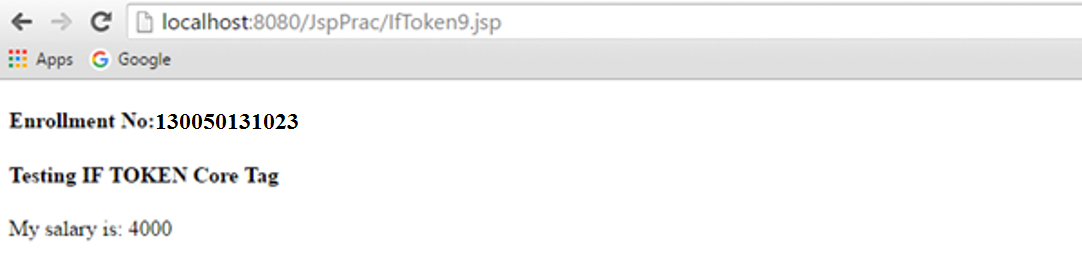 localhost:8080/JspPrac/IfToken9.jsp
Apps Google
Enrollment No:130050131023
Testing IF TOKEN Core Tag
My salary is: 4000